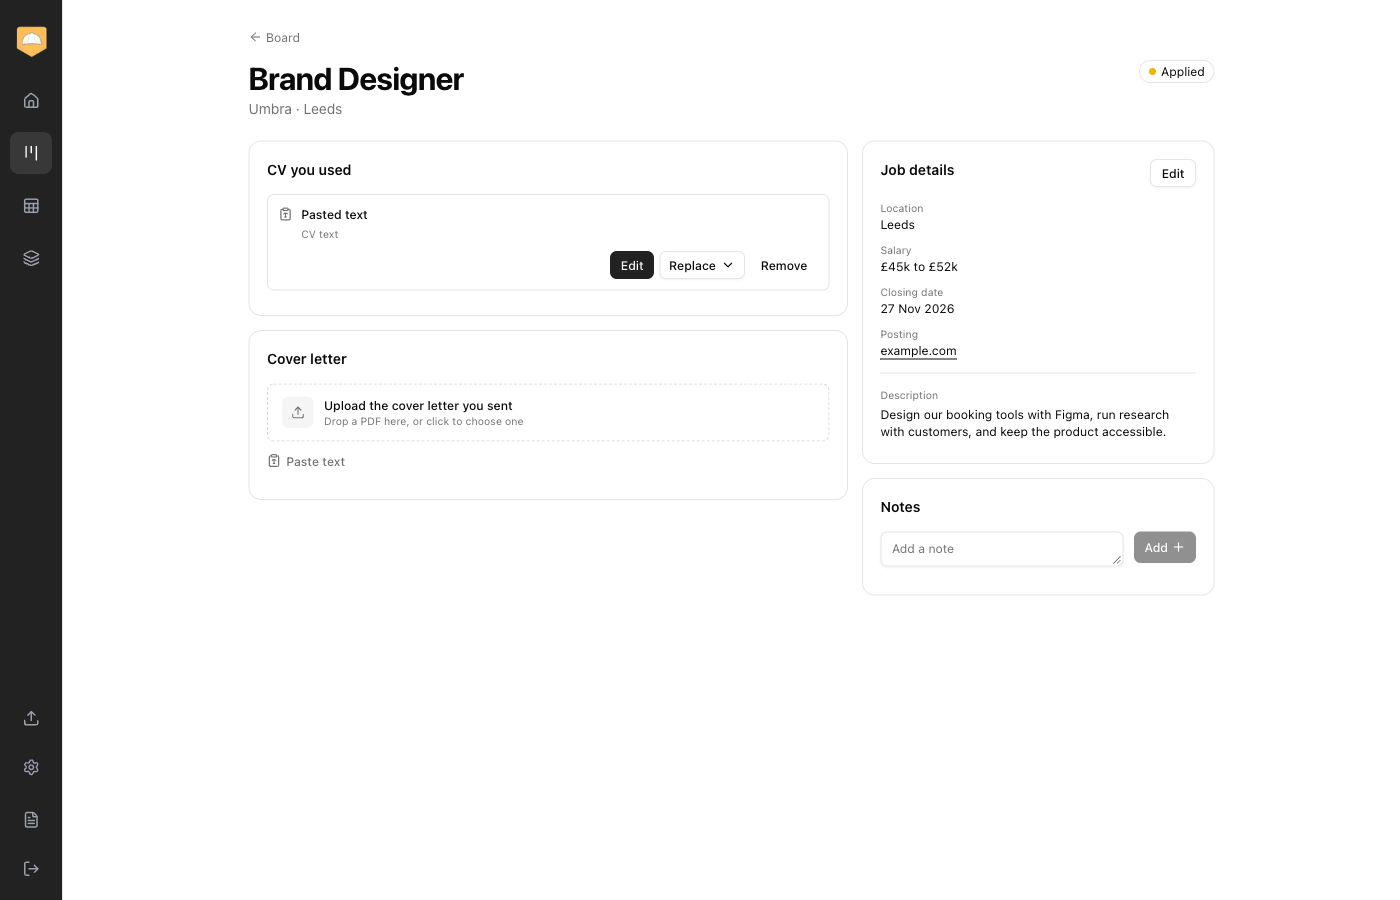 Board
Brand Designer
Umbra · Leeds
Applied
CV you used
Pasted text
CV text
Edit
Replace
Remove
Cover letter
Upload the cover letter you sent
Drop a PDF here, or click to choose one
Paste text
Job details
Edit
Location
Leeds
Salary
£45k to £52k
Closing date
27 Nov 2026
Posting
example.com
Description
Design our booking tools with Figma, run research
with customers, and keep the product accessible.
Notes
Add a note
Add